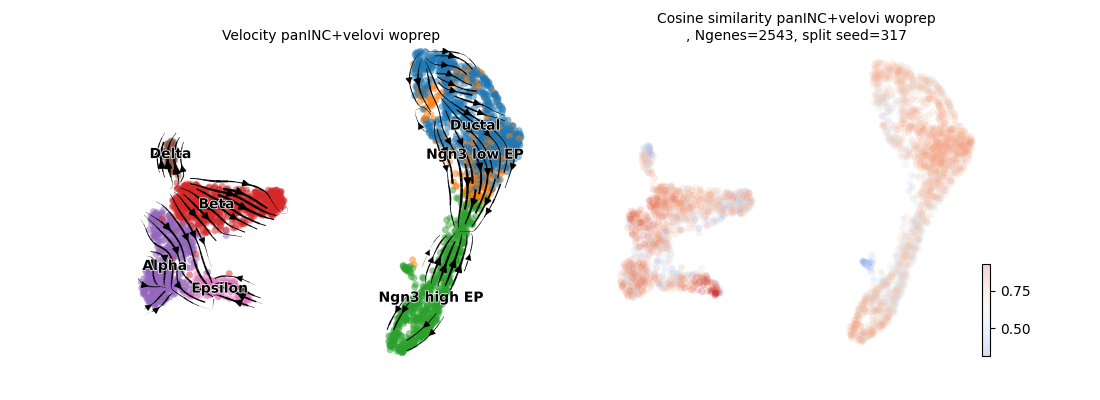 Velocity panINC+velovi woprep
Delta
Ductal
Ngn3 low EP
Beta
Alpha
Epsilon
Ngn3 high EP
Cosine similarity panINC+velovi woprep
, Ngenes=2543, split seed=317
0.75
0.50